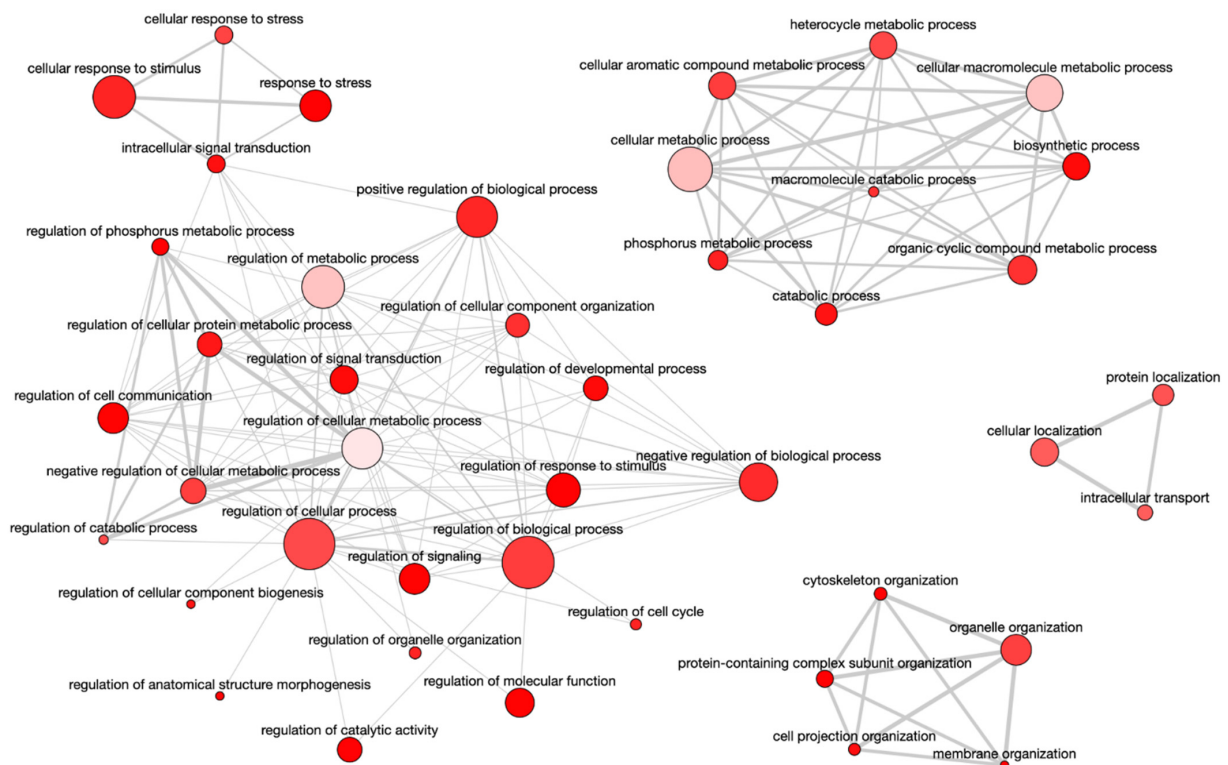 cellular response to stress
cellular response to stimulus
response to stress
intracellular signal transduction
positive regulation of biological process
regulation of phosphorus metabolic process
regulation of metabolic process
regulation of cellular component organization
regulation of cellular protein metabolic process
regulation of signal transduction
regulation of developmental process
regulation of cell communication
regulation of cellular metabolic process
negative regulation of biological process
negative regulation of cellular metabolic process
regulation of response to stimulus
regulation of cellular process
regulation of catabolic process
regulation of biological process
regulation of signaling
regulation of cellular component biogenesis
regulation of cell cycle
regulation of organelle organization
regulation of anatomical structure morphogenesis
regulation of molecular function
regulation of catalytic activity
heterocycle metabolic process
cellular aromatic compound metabolic process
cellular macromolecule metabolic process
cellular metabolic process
biosynthetic process
macromolecule catabolic process
phosphorus metabolic process
organic cyclic compound metabolic process
catabolic process
protein localization
cellular localization
intracellular transport
cytoskeleton organization
organelle organization
protein-containing complex subunit organization
cell projection organization
membrane organization